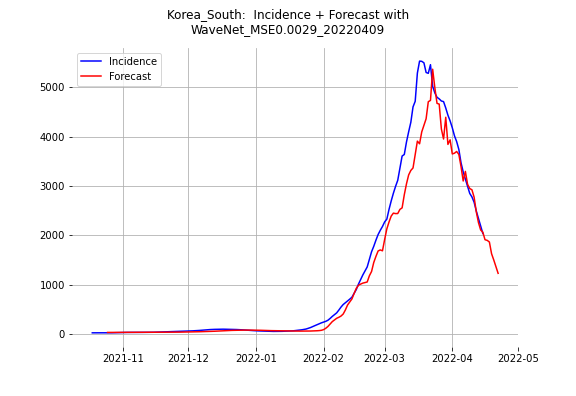 Korea_South:  Incidence + Forecast with
WaveNet_MSE0.0029_20220409
Incidence
Forecast
5000
4000
3000
2000
1000
0
2021-11 2021-12 2022-01 2022-02 2022-03 2022-04 2022-05